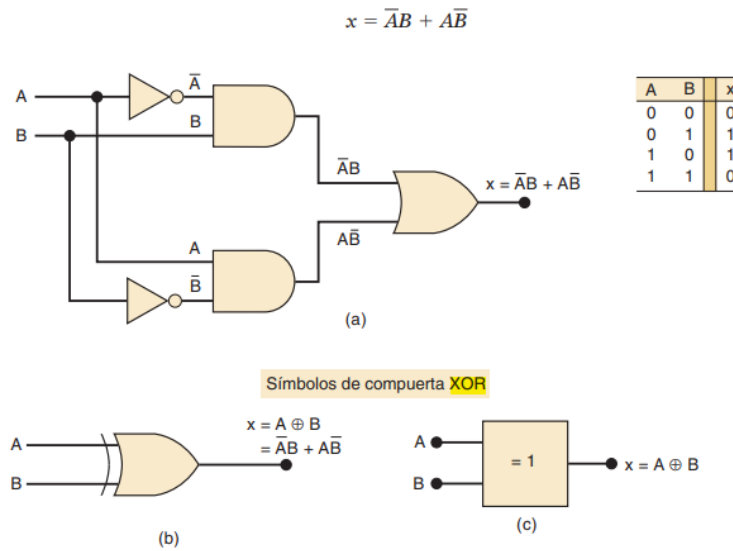 x = A̅B + AB̅
A
B
A̅
B
A̅B
x = A̅B + AB̅
AB̅
A
B̅
(a)
A B x
0 0 0
0 1 1
1 0 1
1 1 0
Símbolos de compuerta XOR
A
B
x = A ⊕ B
= A̅B + AB̅
(b)
A
B
= 1
x = A ⊕ B
(c)